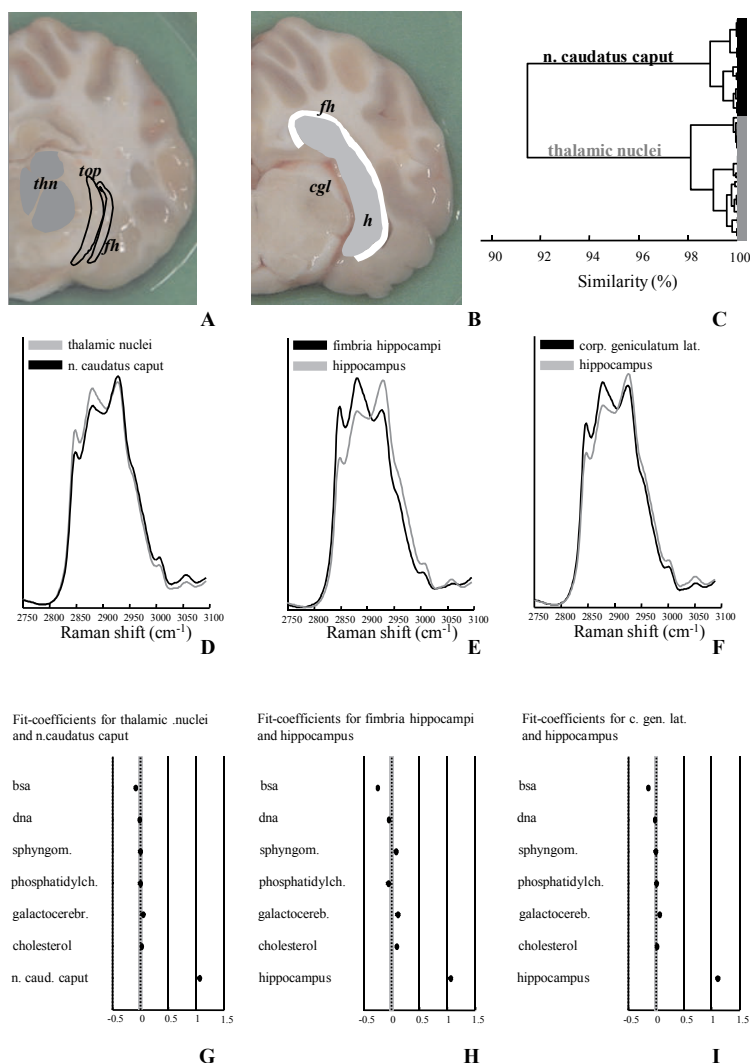 fh
thn
top
fh
cgl
h
A
B
n. caudatus caput
thalamic nuclei
90 92 94 96 98 100
Similarity (%)
C
thalamic nuclei
n. caudatus caput
2750 2800 2850 2900 2950 3000 3050 3100
Raman shift (cm-1)
D
fimbria hippocampi
hippocampus
2750 2800 2850 2900 2950 3000 3050 3100
Raman shift (cm-1)
E
corp. geniculatum lat.
hippocampus
2750 2800 2850 2900 2950 3000 3050 3100
Raman shift (cm-1)
F
Fit-coefficients for thalamic .nuclei
and n.caudatus caput
bsa
dna
sphyngom.
phosphatidylch.
galactocerebr.
cholesterol
n. caud. caput
-0.5 0 0.5 1 1.5
G
Fit-coefficients for fimbria hippocampi
and hippocampus
bsa
dna
sphyngom.
phosphatidylch.
galactocereb.
cholesterol
hippocampus
-0.5 0 0.5 1 1.5
H
Fit-coefficients for c. gen. lat.
and hippocampus
bsa
dna
sphyngom.
phosphatidylch.
galactocereb.
cholesterol
hippocampus
-0.5 0 0.5 1 1.5
I